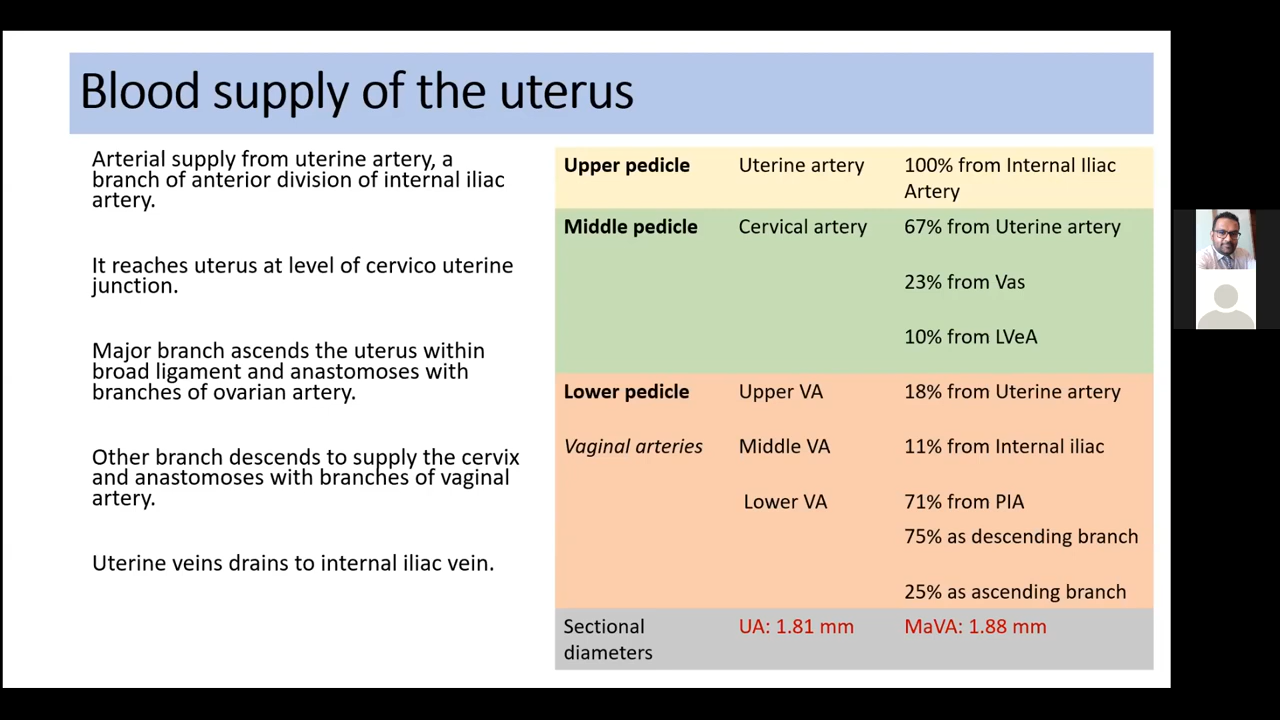 Blood supply of the uterus
Arterial supply from uterine artery, a
branch of anterior division of internal iliac
artery.
It reaches uterus at level of cervico uterine
junction.
Major branch ascends the uterus within
broad ligament and anastomoses with
branches of ovarian artery.
Other branch descends to supply the cervix
and anastomoses with branches of vaginal
artery.
Uterine veins drains to internal iliac vein.
Upper pedicle Uterine artery 100% from Internal Iliac
Artery
Middle pedicle Cervical artery 67% from Uterine artery
23% from Vas
10% from LVeA
Lower pedicle Upper VA 18% from Uterine artery
Vaginal arteries Middle VA 11% from Internal iliac
Lower VA 71% from PIA
75% as descending branch
25% as ascending branch
Sectional UA: 1.81 mm MaVA: 1.88 mm
diameters